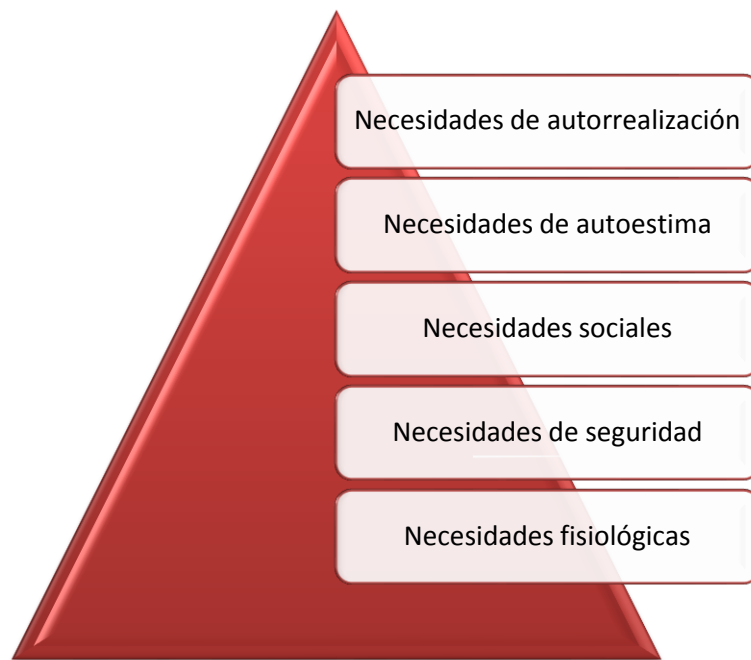 Necesidades de autorrealización
Necesidades de autoestima
Necesidades sociales
Necesidades de seguridad
Necesidades fisiológicas